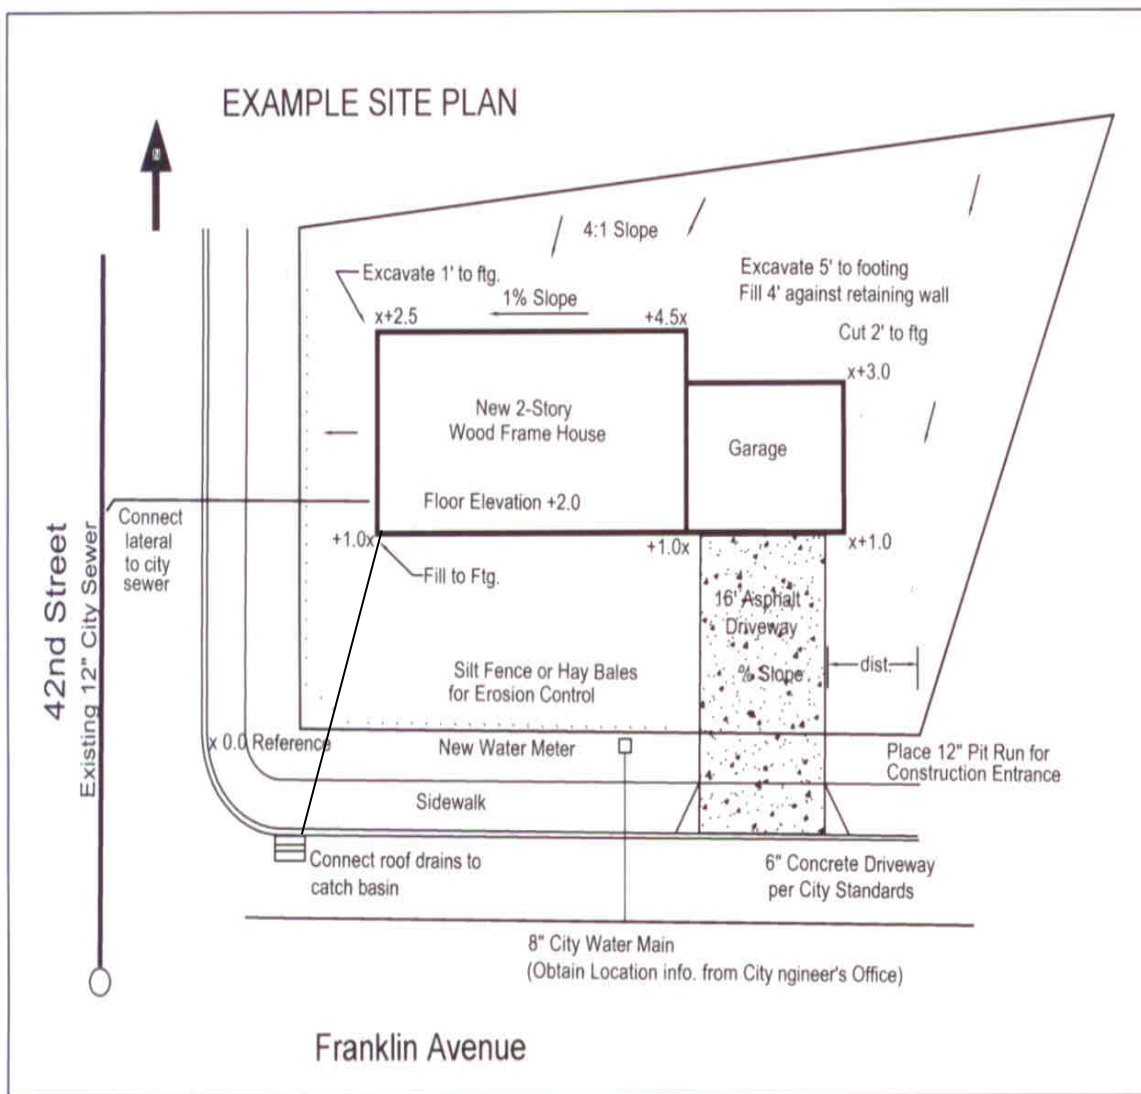 EXAMPLE SITE PLAN
N
4:1 Slope
Excavate 1' to ftg.
1% Slope
Excavate 5' to footing
Fill 4' against retaining wall
Cut 2' to ftg
x+2.5
+4.5x
x+3.0
New 2-Story
Wood Frame House
Garage
Floor Elevation +2.0
Connect
lateral
to city
sewer
+1.0x
+1.0x
x+1.0
Fill to Ftg.
16' Asphalt
Driveway
% Slope
dist.
Silt Fence or Hay Bales
for Erosion Control
42nd Street
Existing 12" City Sewer
x 0.0 Reference
New Water Meter
Place 12" Pit Run for
Construction Entrance
Sidewalk
Connect roof drains to
catch basin
6" Concrete Driveway
per City Standards
8" City Water Main
(Obtain Location info. from City ngineer's Office)
Franklin Avenue